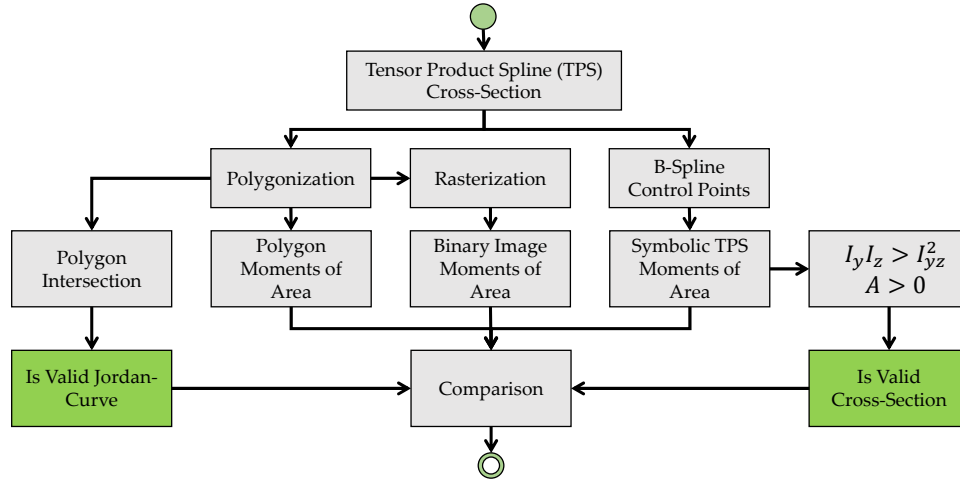 Tensor Product Spline (TPS)
Cross-Section
Polygonization
Rasterization
B-Spline
Control Points
Polygon
Intersection
Polygon
Moments of
Area
Binary Image
Moments of
Area
Symbolic TPS
Moments of
Area
$I_y I_z > I_{yz}^2$
$A > 0$
Is Valid Jordan-
Curve
Comparison
Is Valid
Cross-Section